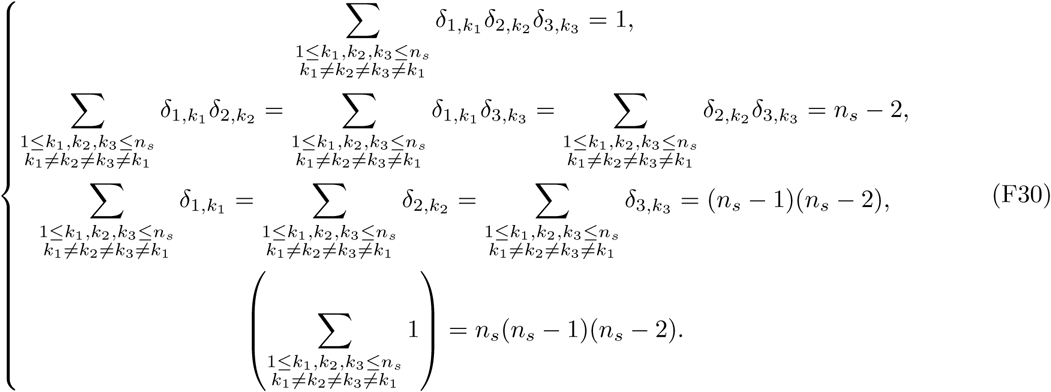 \sum_{\substack{1 \le k_1, k_2, k_3 \le n_s \\ k_1 \ne k_2 \ne k_3 \ne k_1}} \delta_{1,k_1} \delta_{2,k_2} \delta_{3,k_3} = 1,
\sum_{\substack{1 \le k_1, k_2, k_3 \le n_s \\ k_1 \ne k_2 \ne k_3 \ne k_1}} \delta_{1,k_1} \delta_{2,k_2} = \sum_{\substack{1 \le k_1, k_2, k_3 \le n_s \\ k_1 \ne k_2 \ne k_3 \ne k_1}} \delta_{1,k_1} \delta_{3,k_3} = \sum_{\substack{1 \le k_1, k_2, k_3 \le n_s \\ k_1 \ne k_2 \ne k_3 \ne k_1}} \delta_{2,k_2} \delta_{3,k_3} = n_s - 2,
\sum_{\substack{1 \le k_1, k_2, k_3 \le n_s \\ k_1 \ne k_2 \ne k_3 \ne k_1}} \delta_{1,k_1} = \sum_{\substack{1 \le k_1, k_2, k_3 \le n_s \\ k_1 \ne k_2 \ne k_3 \ne k_1}} \delta_{2,k_2} = \sum_{\substack{1 \le k_1, k_2, k_3 \le n_s \\ k_1 \ne k_2 \ne k_3 \ne k_1}} \delta_{3,k_3} = (n_s - 1)(n_s - 2), (F30)
\left( \sum_{\substack{1 \le k_1, k_2, k_3 \le n_s \\ k_1 \ne k_2 \ne k_3 \ne k_1}} 1 \right) = n_s(n_s - 1)(n_s - 2).